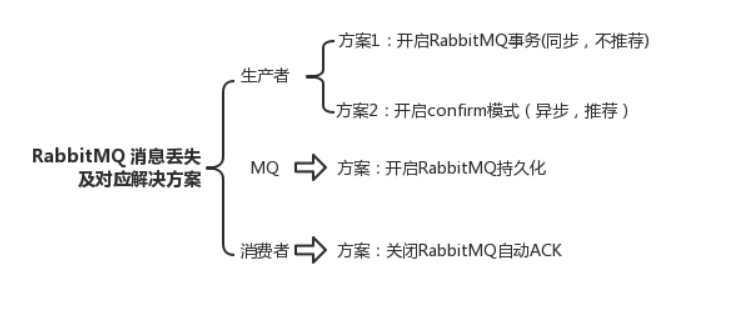 方案1：开启RabbitMQ事务(同步，不推荐)
生产者
方案2：开启confirm模式（异步，推荐）
RabbitMQ 消息丢失
及对应解决方案
MQ
方案：开启RabbitMQ持久化
消费者
方案：关闭RabbitMQ自动ACK